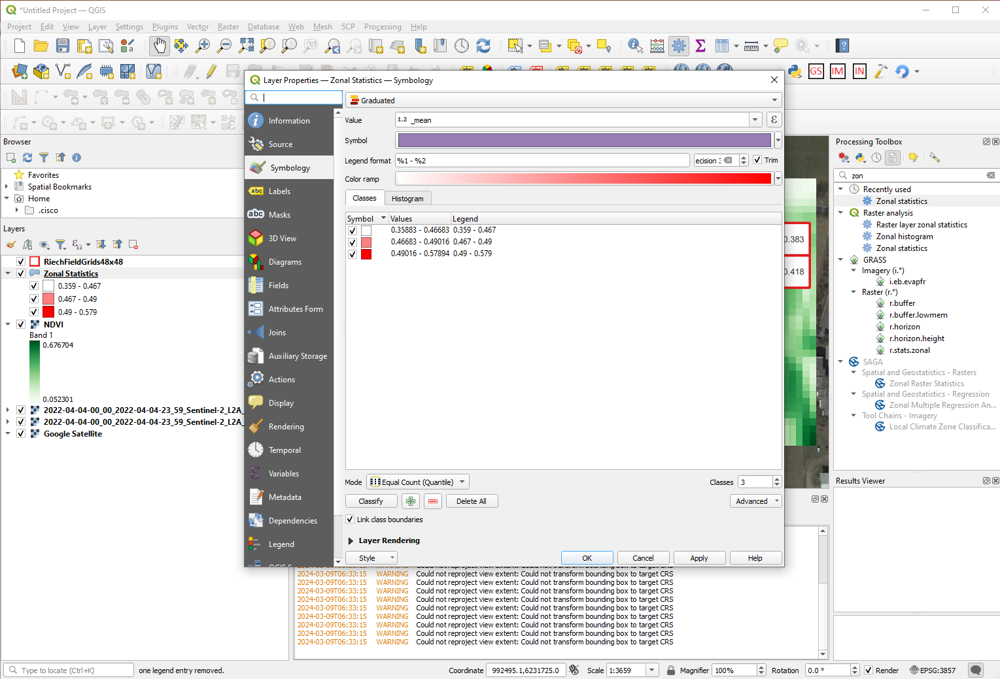 *Untitled Project — QGIS
Project Edit View Layer Settings Plugins Vector Raster Database Web Mesh SCP Processing Help
GS IM IN
Browser
Favorites
Spatial Bookmarks
Home
.cisco
Layers
RiechFieldGrids48x48
Zonal Statistics
0.359 - 0.467
0.467 - 0.49
0.49 - 0.579
NDVI
Band 1
0.676704
0.052301
2022-04-04-00_00_2022-04-04-23_59_Sentinel-2_L2A_
2022-04-04-00_00_2022-04-04-23_59_Sentinel-2_L2A_
Google Satellite
Layer Properties — Zonal Statistics — Symbology
Information
Source
Symbology
abc Labels
abc Masks
3D View
Diagrams
Fields
Attributes Form
Joins
Auxiliary Storage
Actions
Display
Rendering
Temporal
Variables
Metadata
Dependencies
Legend
Graduated
Value 1.2 _mean ε
Symbol
Legend format %1 - %2 ecision Trim
Color ramp
Classes Histogram
Symbol Values Legend
0.35883 - 0.46683 0.359 - 0.467
0.46683 - 0.49016 0.467 - 0.49
0.49016 - 0.57894 0.49 - 0.579
Mode Equal Count (Quantile) Classes 3
Classify Delete All Advanced
Link class boundaries
Layer Rendering
Style OK Cancel Apply Help
0.383
0.418
Processing Toolbox
zon
Recently used
Zonal statistics
Raster analysis
Raster layer zonal statistics
Zonal histogram
Zonal statistics
GRASS
Imagery (i.*)
i.eb.evapfr
Raster (r.*)
r.buffer
r.buffer.lowmem
r.horizon
r.horizon.height
r.stats.zonal
SAGA
Spatial and Geostatistics - Rasters
Zonal Raster Statistics
Spatial and Geostatistics - Regression
Zonal Multiple Regression An...
Tool Chains - Imagery
Local Climate Zone Classifica...
Results Viewer
2024-03-09T06:33:15 WARNING Could not reproject view extent: Could not transform bounding box to target CRS
2024-03-09T06:33:15 WARNING Could not reproject view extent: Could not transform bounding box to target CRS
2024-03-09T06:33:15 WARNING Could not reproject view extent: Could not transform bounding box to target CRS
2024-03-09T06:33:15 WARNING Could not reproject view extent: Could not transform bounding box to target CRS
2024-03-09T06:33:15 WARNING Could not reproject view extent: Could not transform bounding box to target CRS
2024-03-09T06:33:15 WARNING Could not reproject view extent: Could not transform bounding box to target CRS
2024-03-09T06:33:15 WARNING Could not reproject view extent: Could not transform bounding box to target CRS
2024-03-09T06:33:15 WARNING Could not reproject view extent: Could not transform bounding box to target CRS
2024-03-09T06:33:15 WARNING Could not reproject view extent: Could not transform bounding box to target CRS
2024-03-09T06:33:15 WARNING Could not reproject view extent: Could not transform bounding box to target CRS
Type to locate (Ctrl+K) one legend entry removed. Coordinate 992495.1,6231725.0 Scale 1:3659 Magnifier 100% Rotation 0.0 ° Render EPSG:3857